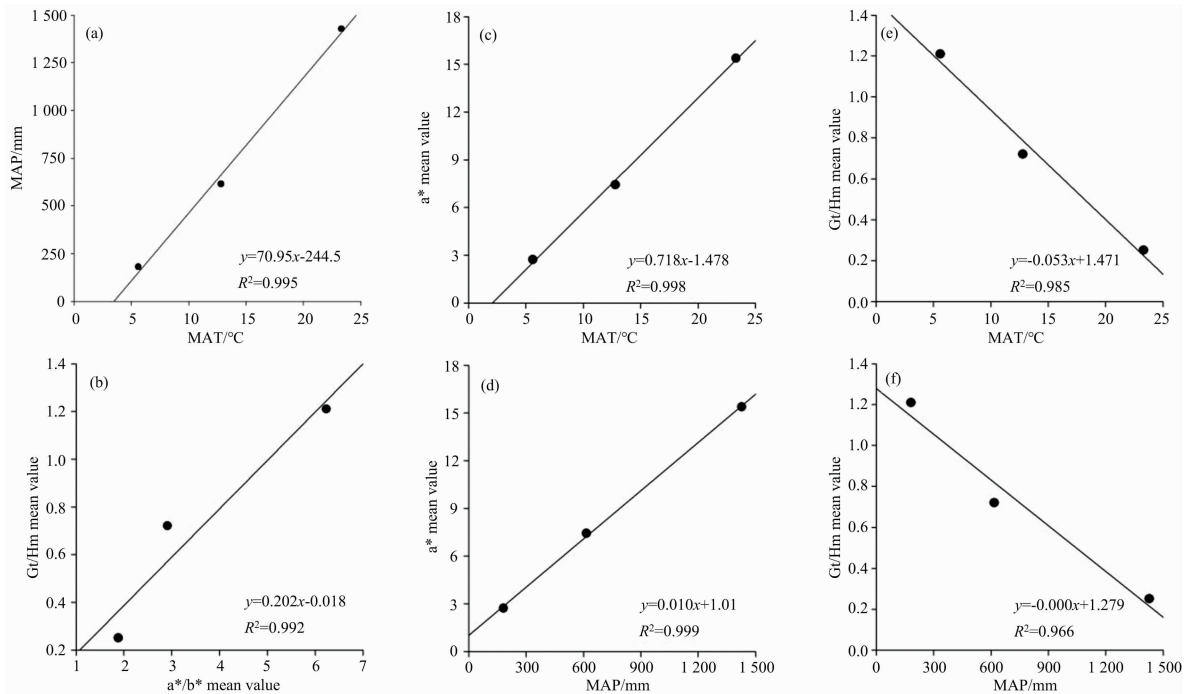 (a)
MAP/mm
1 500
1 250
1 000
750
500
250
0
y=70.95x-244.5
R²=0.995
0 5 10 15 20 25
MAT/°C
(c)
a* mean value
18
15
12
9
6
3
0
y=0.718x-1.478
R²=0.998
0 5 10 15 20 25
MAT/°C
(e)
Gt/Hm mean value
1.4
1.2
1.0
0.8
0.6
0.4
0.2
0.0
y=-0.053x+1.471
R²=0.985
0 5 10 15 20 25
MAT/°C
(b)
Gt/Hm mean value
1.4
1.2
1.0
0.8
0.6
0.4
0.2
y=0.202x-0.018
R²=0.992
1 2 3 4 5 6 7
a*/b* mean value
(d)
a* mean value
18
15
12
9
6
3
0
y=0.010x+1.01
R²=0.999
0 300 600 900 1 200 1 500
MAP/mm
(f)
Gt/Hm mean value
1.4
1.2
1.0
0.8
0.6
0.4
0.2
0.0
y=-0.000x+1.279
R²=0.966
0 300 600 900 1 200 1 500
MAP/mm